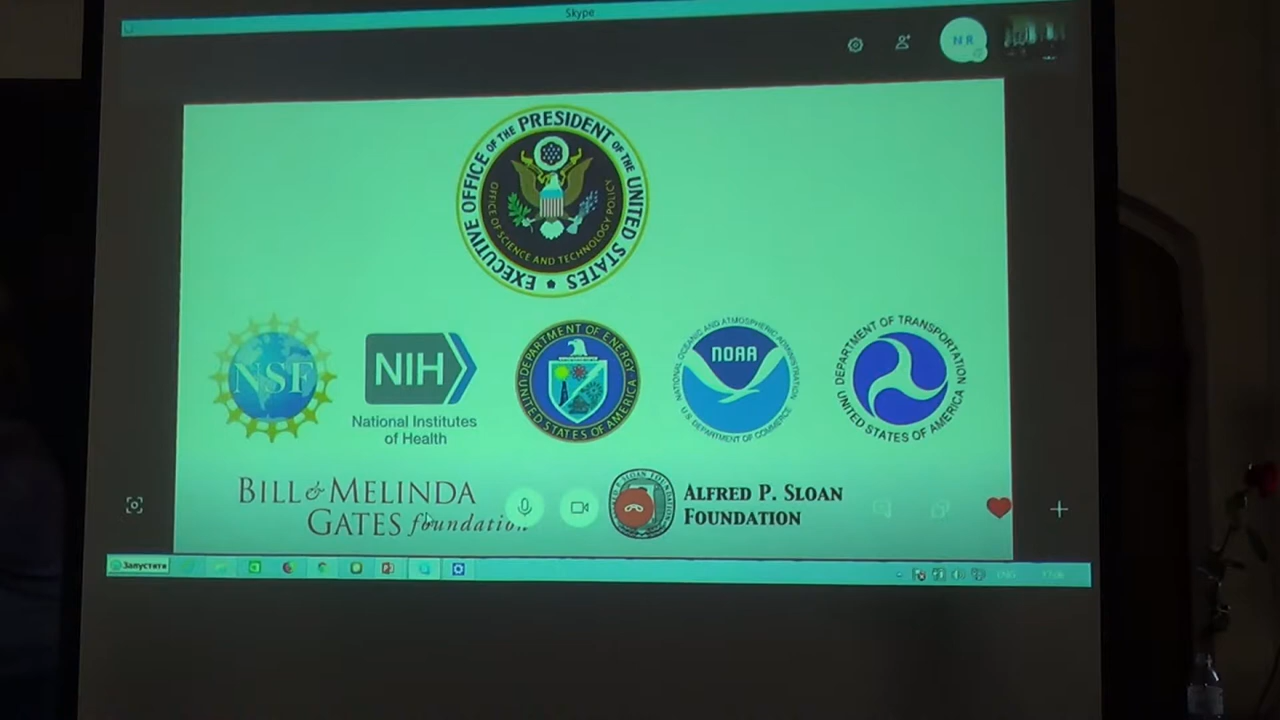 Skype
N R
EXECUTIVE OFFICE OF THE PRESIDENT OF THE UNITED STATES
OFFICE OF SCIENCE AND TECHNOLOGY POLICY
NSF
NIH
National Institutes
of Health
DEPARTMENT OF ENERGY
UNITED STATES OF AMERICA
NATIONAL OCEANIC AND ATMOSPHERIC ADMINISTRATION
NOAA
U.S. DEPARTMENT OF COMMERCE
DEPARTMENT OF TRANSPORTATION
UNITED STATES OF AMERICA
BILL & MELINDA
GATES foundation
ALFRED P. SLOAN
FOUNDATION
Запустите
ENG